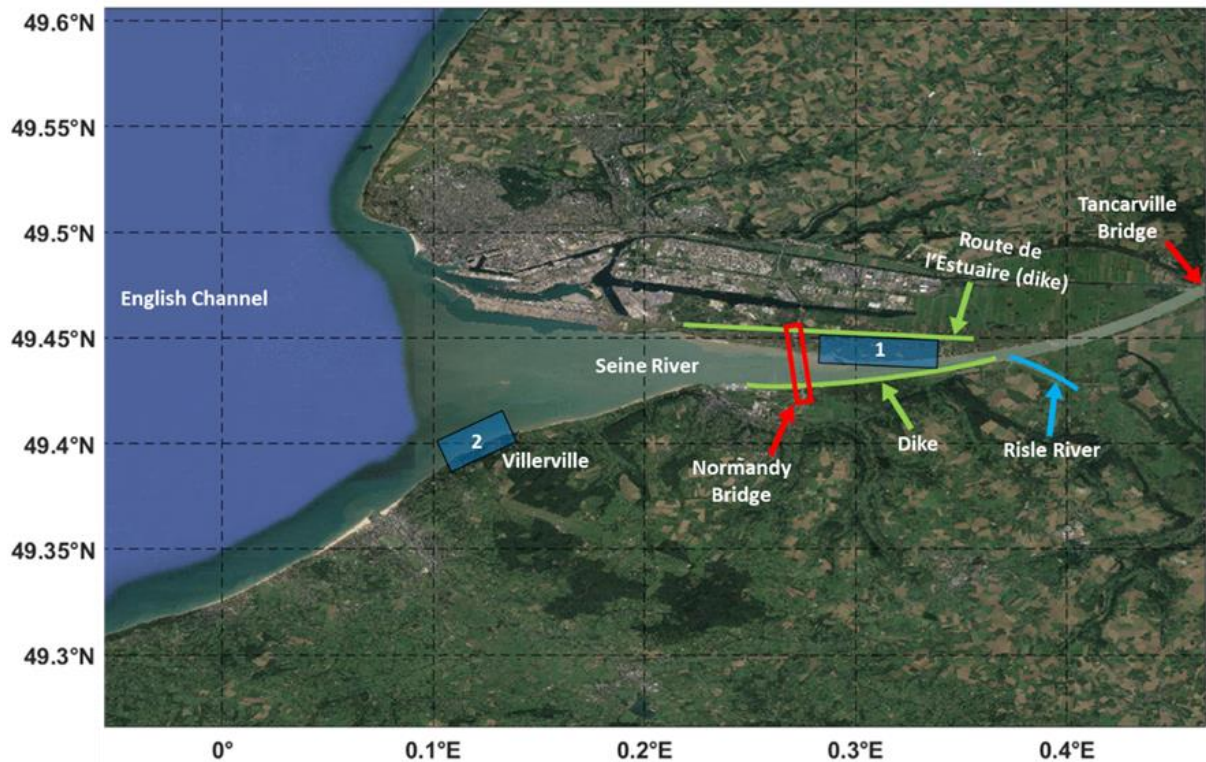 49.6°N
49.55°N
49.5°N
49.45°N
49.4°N
49.35°N
49.3°N
Tancarville
Bridge
Route de
l'Estuaire (dike)
English Channel
1
Seine River
2
Villerville
Normandy
Bridge
Dike
Risle River
0°
0.1°E
0.2°E
0.3°E
0.4°E